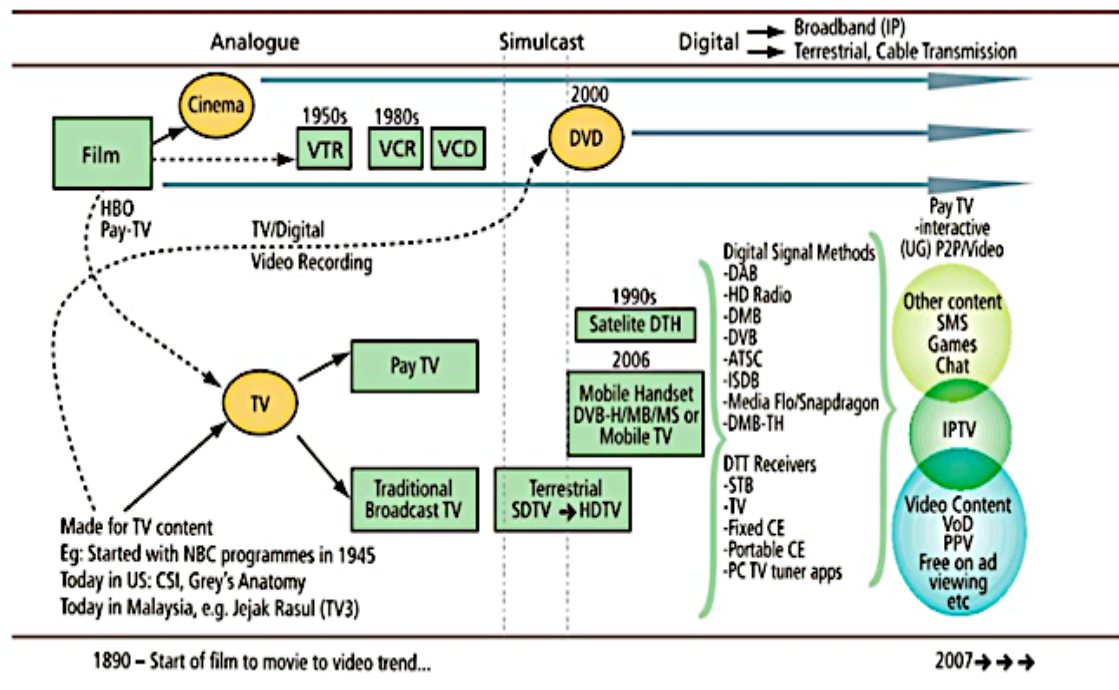 Analogue
Simulcast
Digital
Broadband (IP)
Terrestrial, Cable Transmission
Cinema
Film
1950s
VTR
1980s
VCR
VCD
2000
DVD
HBO
Pay-TV
TV/Digital
Video Recording
Pay TV
-interactive
(UG) P2P/Video
1990s
Satelite DTH
2006
Mobile Handset
DVB-H/MB/MS or
Mobile TV
Digital Signal Methods
-DAB
-HD Radio
-DMB
-DVB
-ATSC
-ISDB
-Media Flo/Snapdragon
-DMB-TH
DTT Receivers
-STB
-TV
-Fixed CE
-Portable CE
-PC TV tuner apps
Other content
SMS
Games
Chat
IPTV
Video Content
VoD
PPV
Free on ad
viewing
etc
TV
Pay TV
Traditional
Broadcast TV
Terrestrial
SDTV → HDTV
Made for TV content
Eg: Started with NBC programmes in 1945
Today in US: CSI, Grey's Anatomy
Today in Malaysia, e.g. Jejak Rasul (TV3)
1890 – Start of film to movie to video trend...
2007→ → →